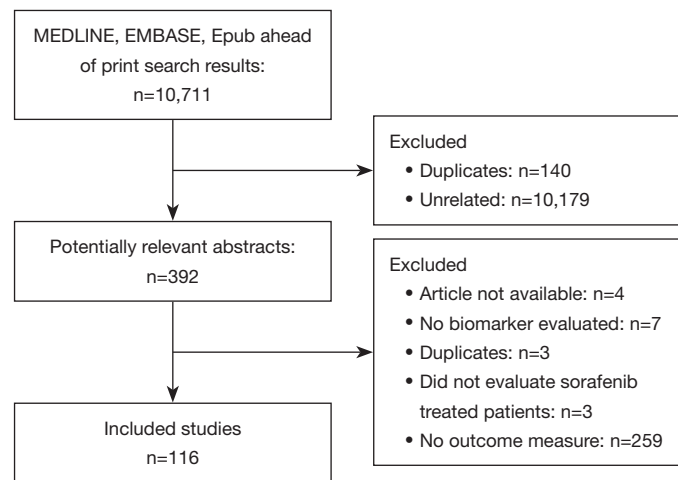 MEDLINE, EMBASE, Epub ahead
of print search results:
n=10,711
Excluded
• Duplicates: n=140
• Unrelated: n=10,179
Potentially relevant abstracts:
n=392
Excluded
• Article not available: n=4
• No biomarker evaluated: n=7
• Duplicates: n=3
• Did not evaluate sorafenib
treated patients: n=3
• No outcome measure: n=259
Included studies
n=116